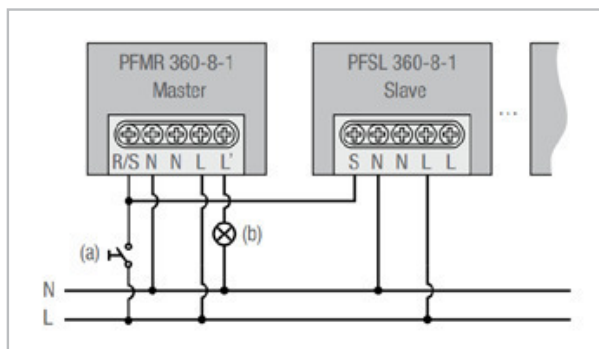 PFMR 360-8-1
Master
PFSL 360-8-1
Slave
...
R/S N N L L'
S N N L L
(a)
(b)
N
L